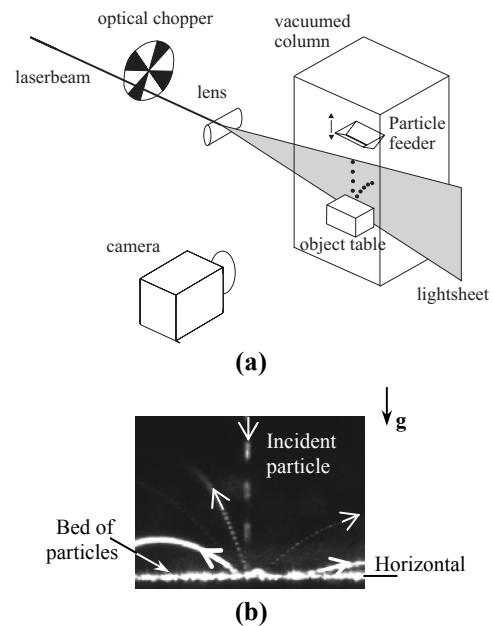 optical chopper
laserbeam
lens
vacuumed
column
Particle
feeder
object table
camera
lightsheet
(a)
g
Incident
particle
Bed of
particles
Horizontal
(b)